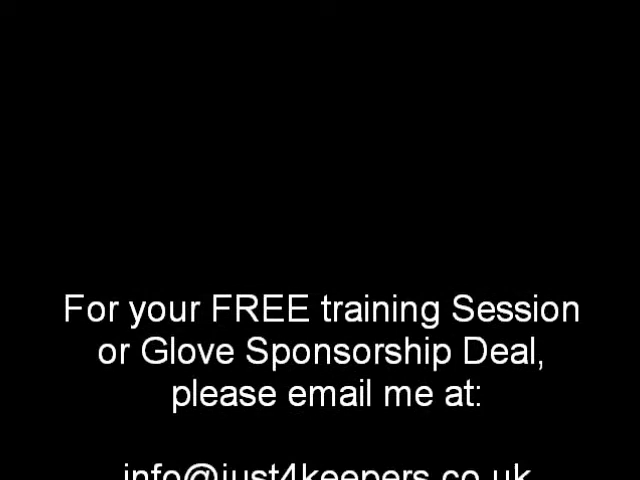 For your FREE training Session
or Glove Sponsorship Deal,
please email me at:
info@just4keepers.co.uk